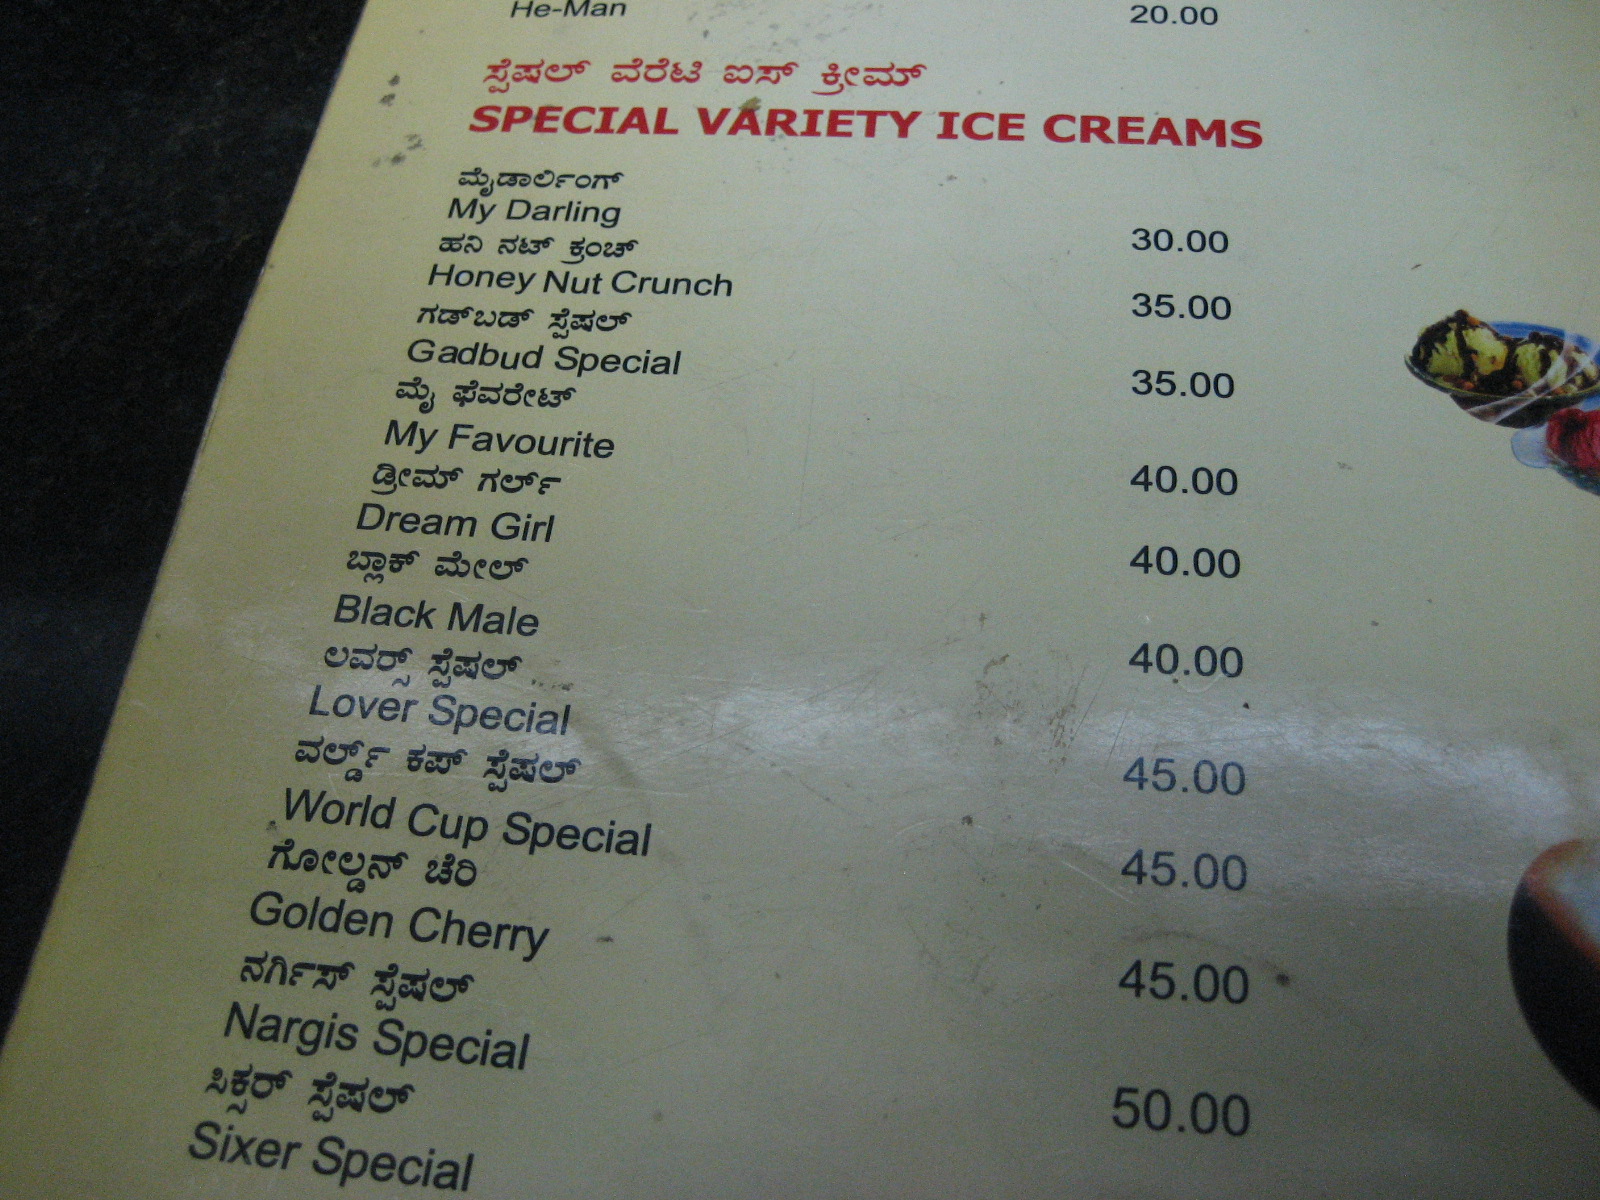 He-Man 20.00
ಸ್ಪೆಷಲ್ ವೆರೆಟಿ ಐಸ್ ಕ್ರೀಮ್
SPECIAL VARIETY ICE CREAMS
ಮೈಡಾರ್ಲಿಂಗ್
My Darling 30.00
ಹನಿ ನಟ್ ಕ್ರಂಚ್
Honey Nut Crunch 35.00
ಗಡ್‌ಬಡ್ ಸ್ಪೆಷಲ್
Gadbud Special 35.00
ಮೈ ಫೆವರೇಟ್
My Favourite 40.00
ಡ್ರೀಮ್ ಗರ್ಲ್
Dream Girl 40.00
ಬ್ಲಾಕ್ ಮೇಲ್
Black Male 40.00
ಲವರ್ಸ್ ಸ್ಪೆಷಲ್
Lover Special 45.00
ವರ್ಲ್ಡ್ ಕಪ್ ಸ್ಪೆಷಲ್
World Cup Special 45.00
ಗೋಲ್ಡನ್ ಚೆರಿ
Golden Cherry 45.00
ನರ್ಗಿಸ್ ಸ್ಪೆಷಲ್
Nargis Special 50.00
ಸಿಕ್ಸರ್ ಸ್ಪೆಷಲ್
Sixer Special